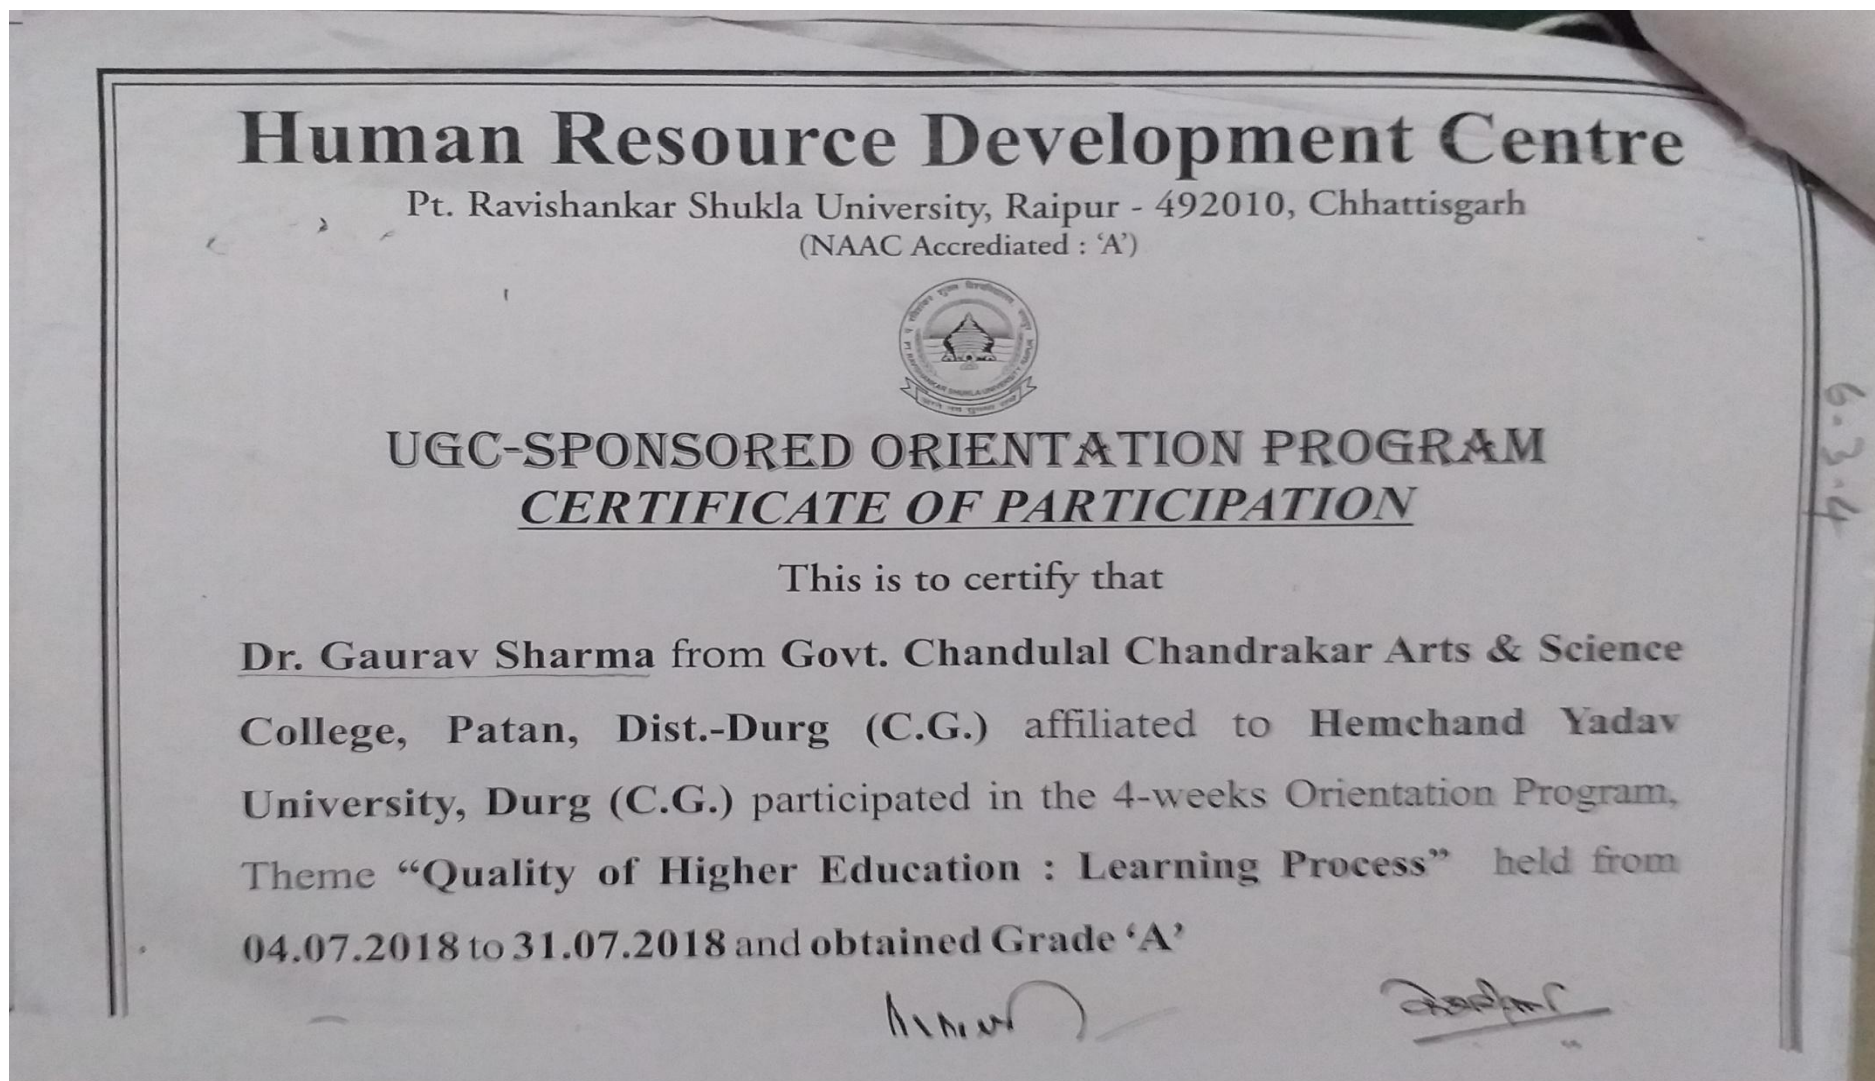 Human Resource Development Centre
Pt. Ravishankar Shukla University, Raipur - 492010, Chhattisgarh
(NAAC Accrediated : ‘A’)
UGC-SPONSORED ORIENTATION PROGRAM
CERTIFICATE OF PARTICIPATION
This is to certify that
Dr. Gaurav Sharma from Govt. Chandulal Chandrakar Arts & Science
College, Patan, Dist.-Durg (C.G.) affiliated to Hemchand Yadav
University, Durg (C.G.) participated in the 4-weeks Orientation Program,
Theme “Quality of Higher Education : Learning Process” held from
04.07.2018 to 31.07.2018 and obtained Grade ‘A’
6.3.4